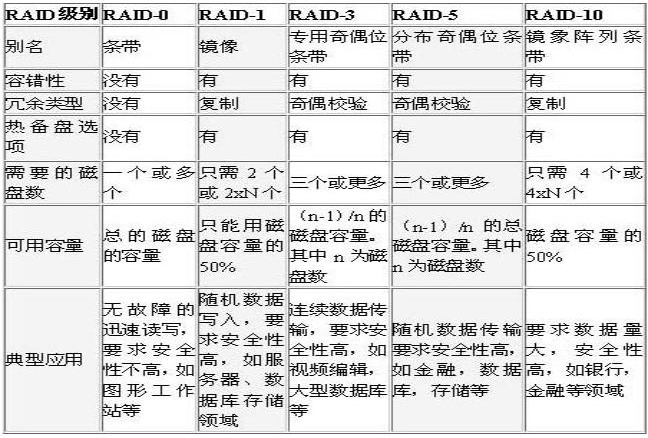 RAID级别 RAID-0 RAID-1 RAID-3 RAID-5 RAID-10
别名 条带 镜像 专用奇偶位条带 分布奇偶位条带 镜象阵列条带
容错性 没有 有 有 有 有
冗余类型 没有 复制 奇偶校验 奇偶校验 复制
热备盘选项 没有 有 有 有 有
需要的磁盘数 一个或多个 只需 2 个或 2xN 个 三个或更多 三个或更多 只需 4 个或 4xN 个
可用容量 总的磁盘的容量 只能用磁盘容量的 50% （n-1）/n 的磁盘容量。其中 n 为磁盘数 （n-1）/n 的总磁盘容量。其中 n 为磁盘数 磁盘容量的 50%
典型应用 无故障的迅速读写，要求安全性不高，如图形工作站等 随机数据写入，要求安全性高，如服务器、数据库存储领域 连续数据传输，要求安全性高，如视频编辑，大型数据库等 随机数据传输要求安全性高，如金融，数据库，存储等 要求数据量大，安全性高，如银行，金融等领域